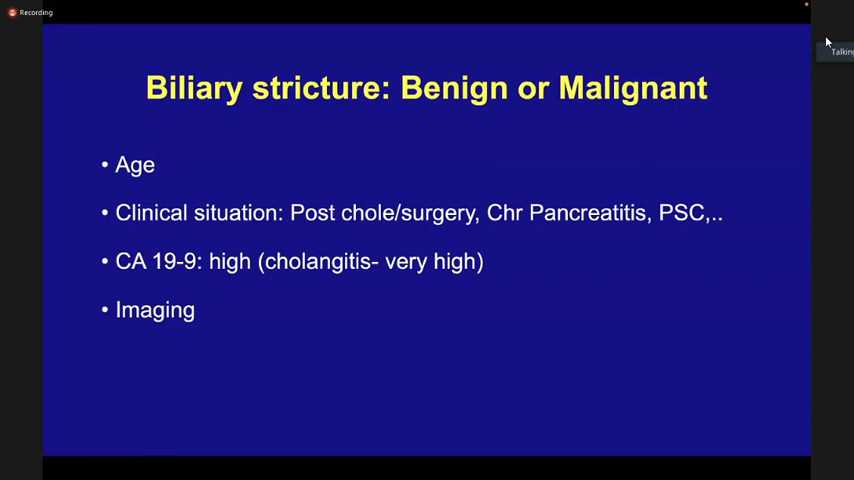 Recording
Talking
Biliary stricture: Benign or Malignant
• Age
• Clinical situation: Post chole/surgery, Chr Pancreatitis, PSC,..
• CA 19-9: high (cholangitis- very high)
• Imaging